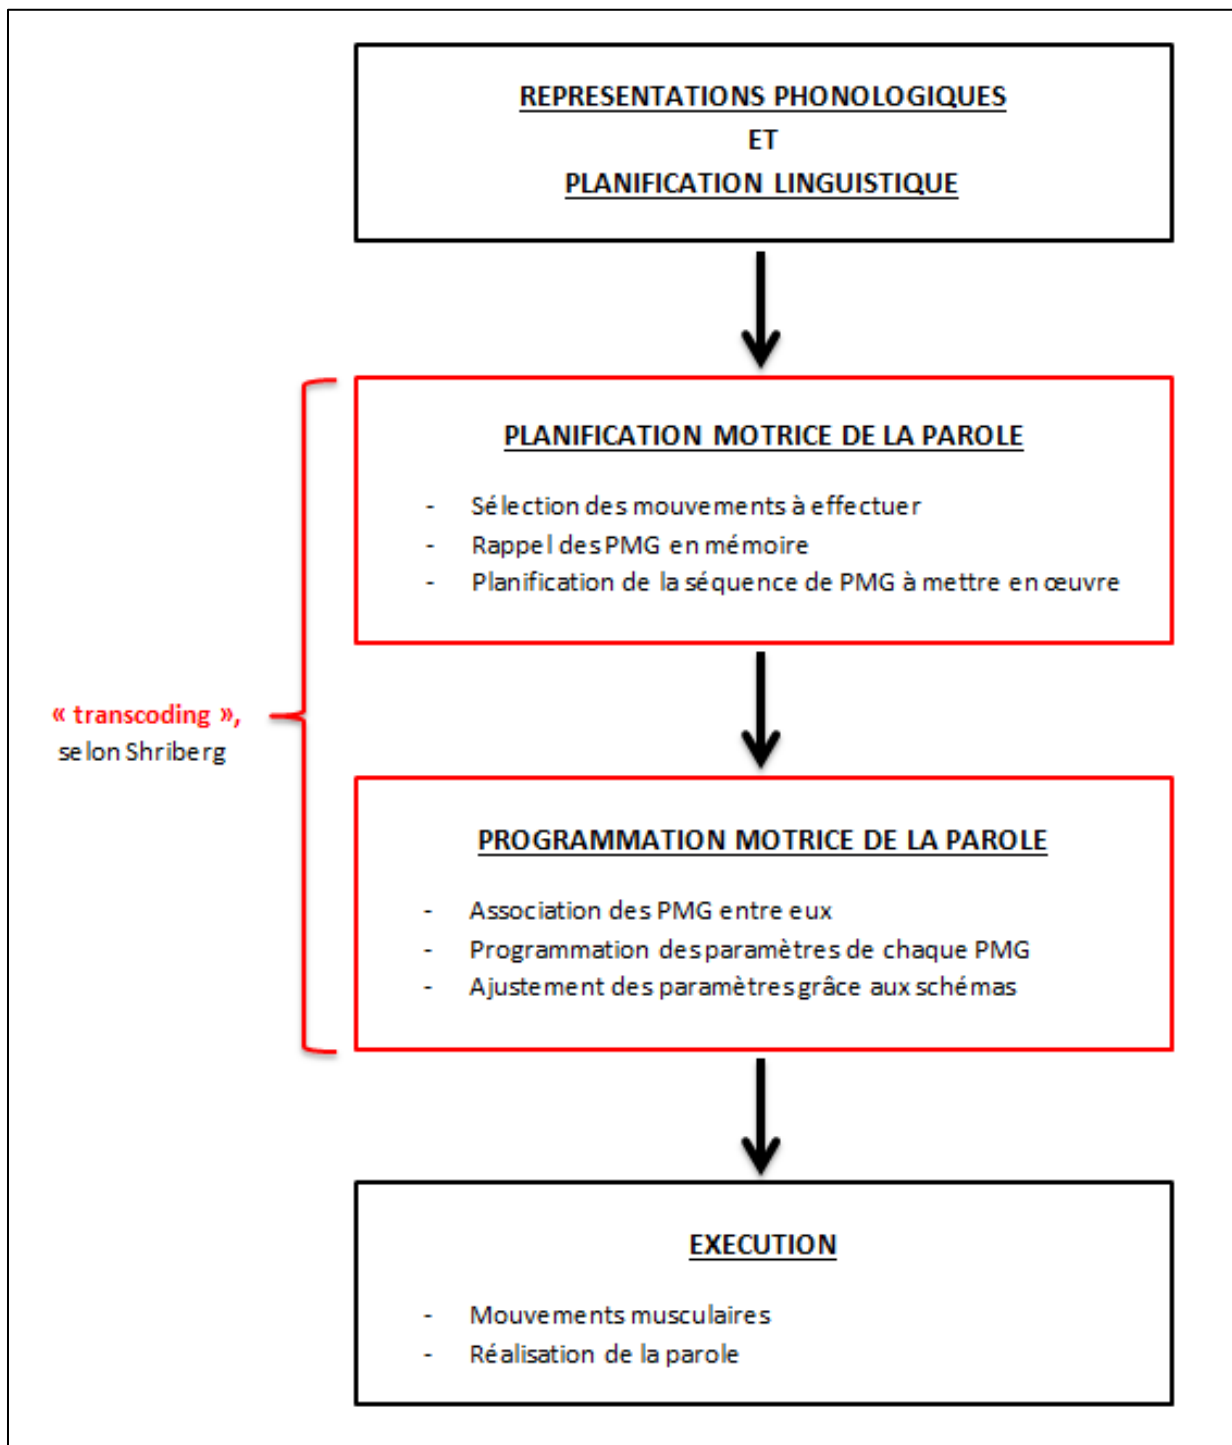 REPRESENTATIONS PHONOLOGIQUES
ET
PLANIFICATION LINGUISTIQUE
PLANIFICATION MOTRICE DE LA PAROLE
- Sélection des mouvements à effectuer
- Rappel des PMG en mémoire
- Planification de la séquence de PMG à mettre en œuvre
« transcoding »,
selon Shriberg
PROGRAMMATION MOTRICE DE LA PAROLE
- Association des PMG entre eux
- Programmation des paramètres de chaque PMG
- Ajustement des paramètres grâce aux schémas
EXECUTION
- Mouvements musculaires
- Réalisation de la parole